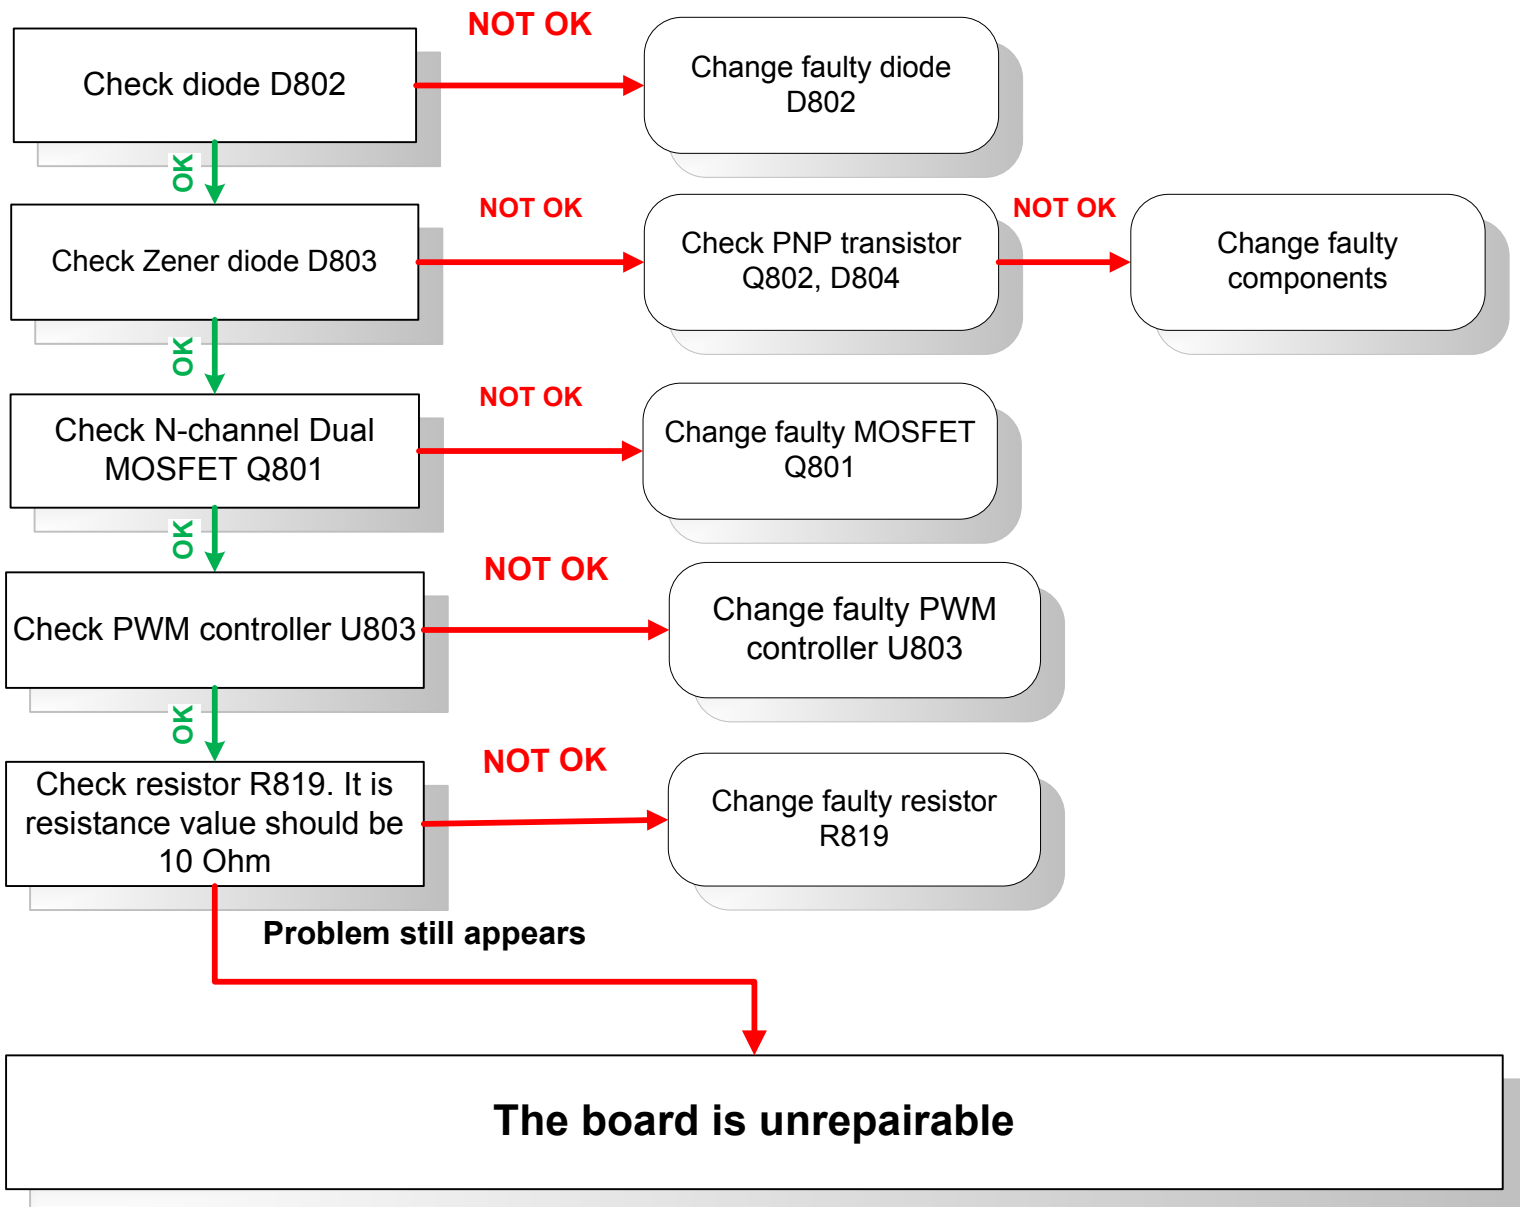 NOT OK
Check diode D802
Change faulty diode
D802
OK
NOT OK
NOT OK
Check Zener diode D803
Check PNP transistor
Q802, D804
Change faulty
components
OK
NOT OK
Check N-channel Dual
MOSFET Q801
Change faulty MOSFET
Q801
OK
NOT OK
Check PWM controller U803
Change faulty PWM
controller U803
OK
NOT OK
Check resistor R819. It is
resistance value should be
10 Ohm
Change faulty resistor
R819
Problem still appears
The board is unrepairable